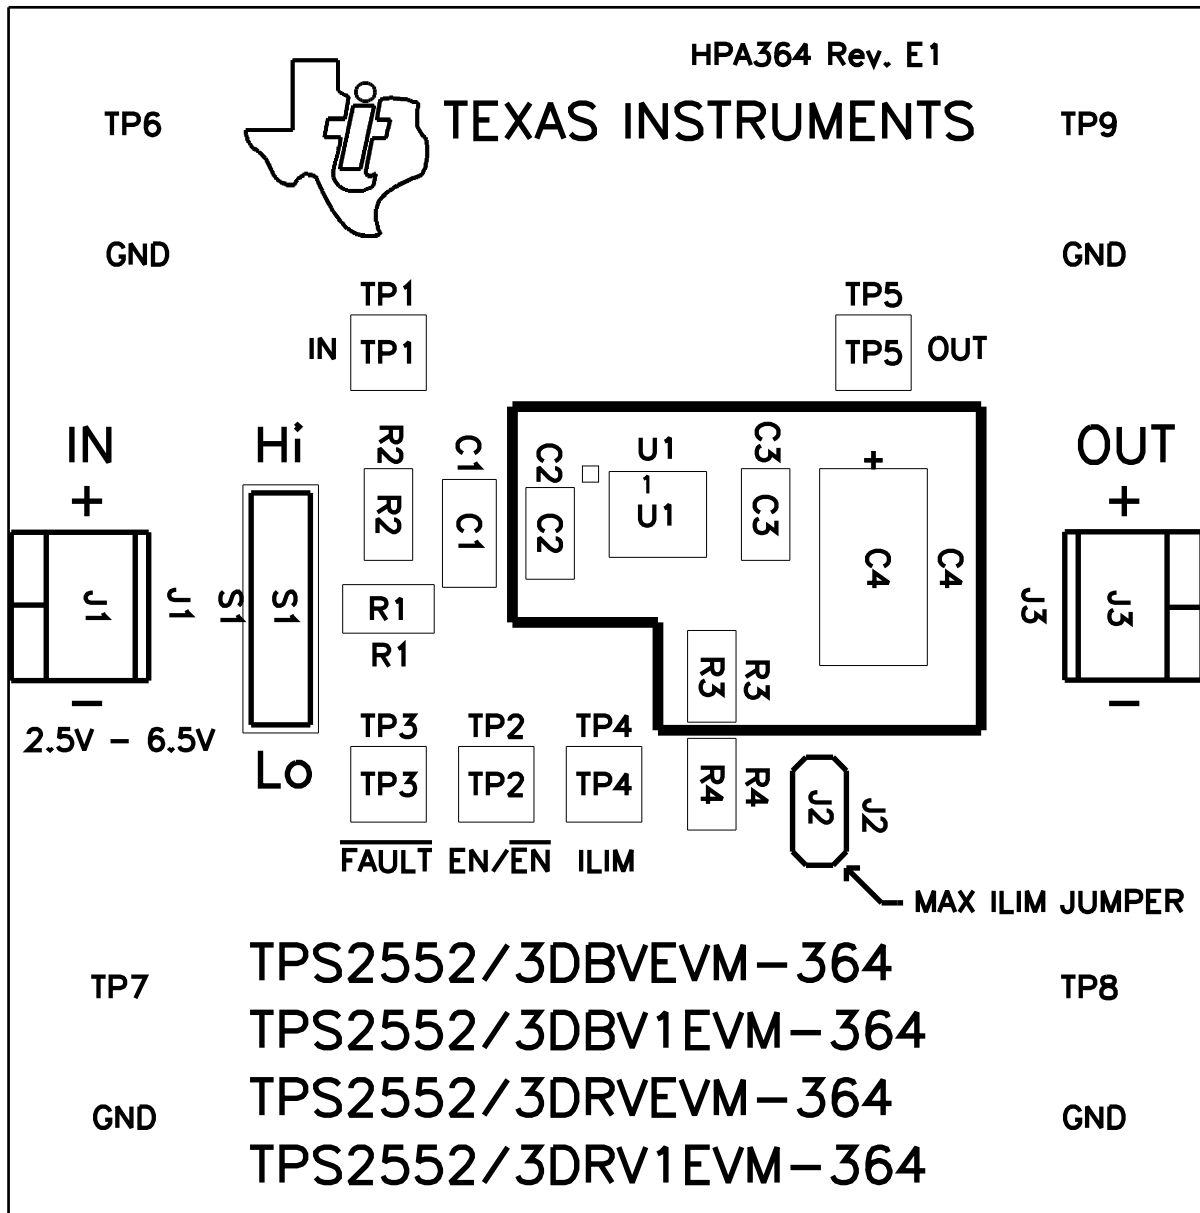 HPA364 Rev. E1
TP6
TEXAS INSTRUMENTS
TP9
GND
GND
TP1
TP5
IN
TP1
TP5
OUT
IN
Hi
R2
C1
C2
U1
C3
+
OUT
+
+
R2
C1
C2
1
U1
C3
C4
C4
J1
J1
S1
S1
R1
R1
J3
J3
R3
R3
−
−
2.5V − 6.5V
Lo
TP3
TP2
TP4
TP3
TP2
TP4
R4
R4
J2
J2
FAULT
EN/EN
ILIM
MAX ILIM JUMPER
TPS2552/3DBVEVM−364
TP7
TP8
TPS2552/3DBV1EVM−364
TPS2552/3DRVEVM−364
GND
GND
TPS2552/3DRV1EVM−364